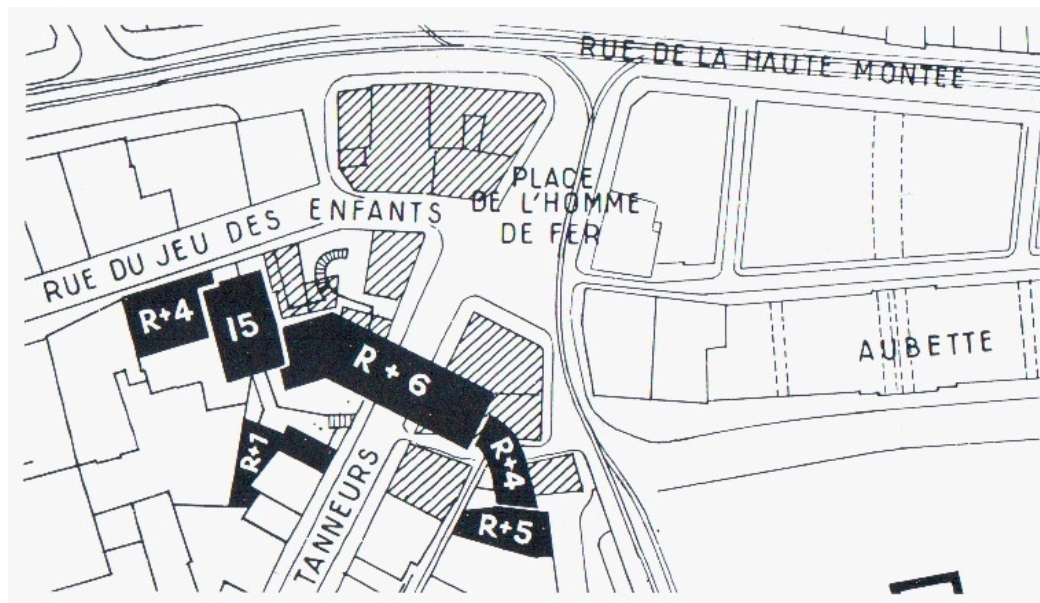 RUE DE LA HAUTE MONTEE
PLACE
DE L'HOMME
DE FER
RUE DU JEU DES ENFANTS
R+4
15
R+6
AUBETTE
R+1
R+4
TANNEURS
R+5